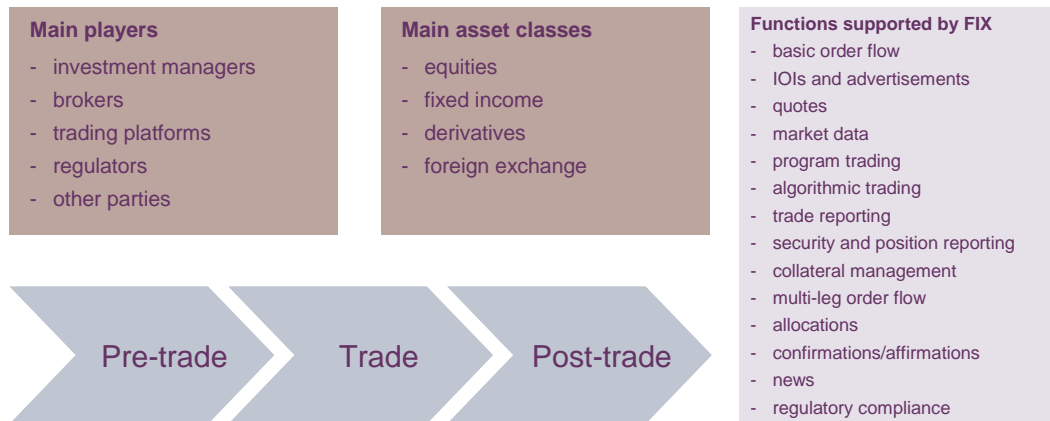 Main players
- investment managers
- brokers
- trading platforms
- regulators
- other parties
Main asset classes
- equities
- fixed income
- derivatives
- foreign exchange
Functions supported by FIX
- basic order flow
- IOIs and advertisements
- quotes
- market data
- program trading
- algorithmic trading
- trade reporting
- security and position reporting
- collateral management
- multi-leg order flow
- allocations
- confirmations/affirmations
- news
- regulatory compliance
Pre-trade
Trade
Post-trade